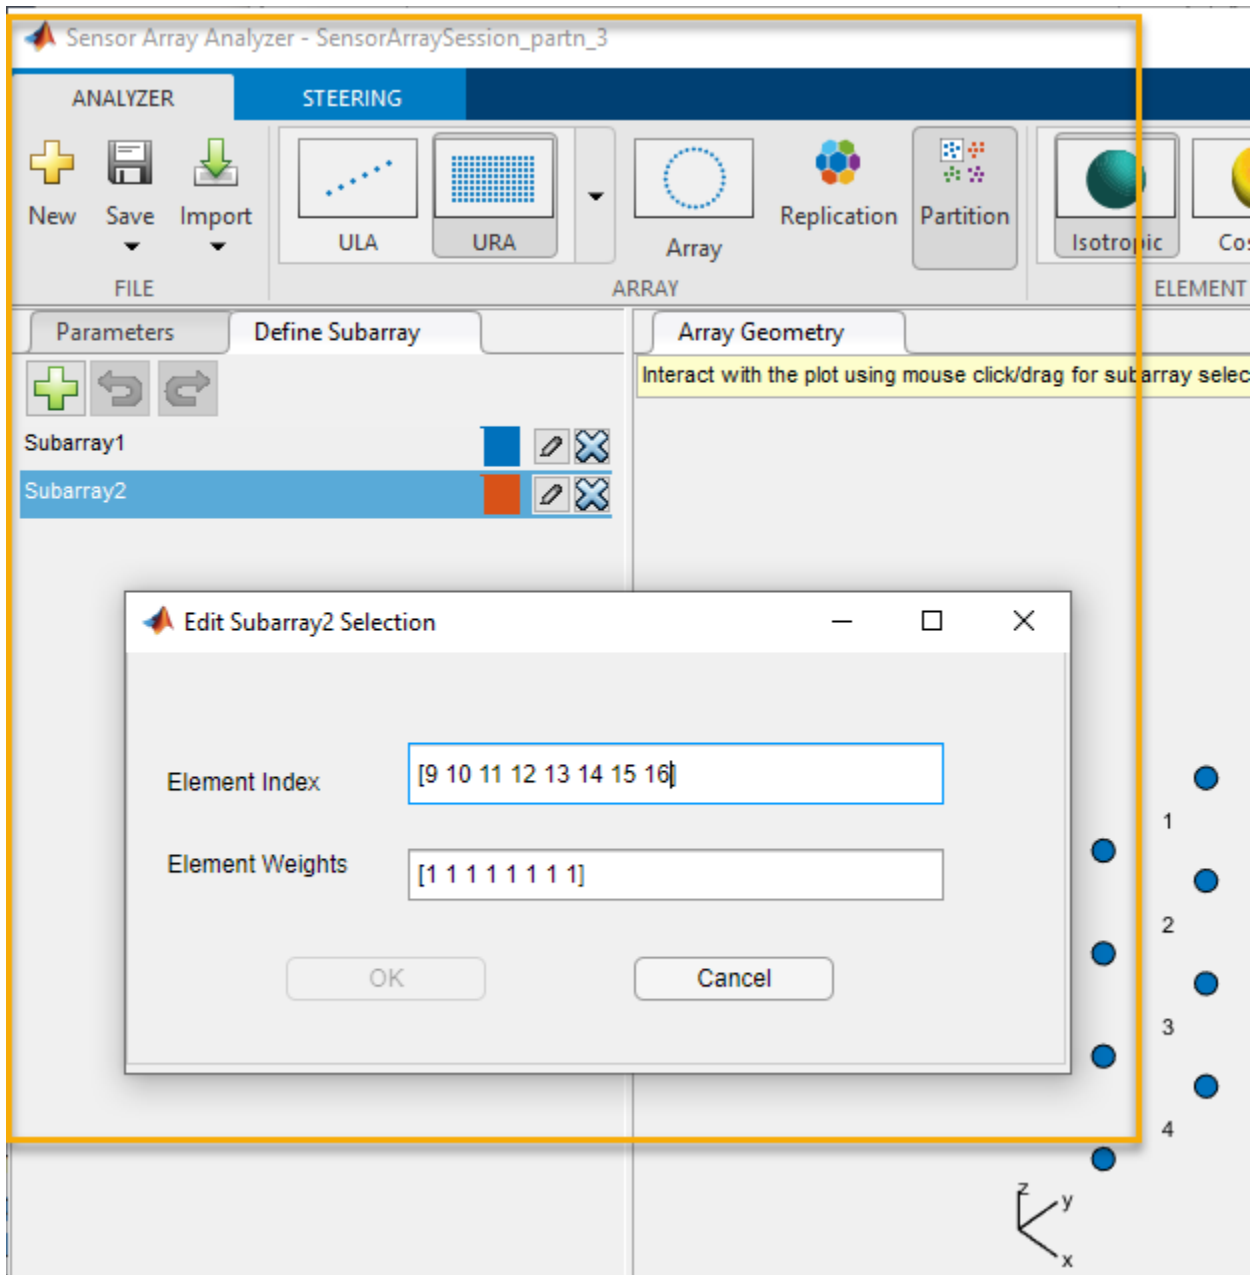 Sensor Array Analyzer - SensorArraySession_partn_3
ANALYZER STEERING
New Save Import ULA URA Array Replication Partition Isotropic Cos
FILE ARRAY ELEMENT
Parameters Define Subarray Array Geometry
Interact with the plot using mouse click/drag for subarray selec
Subarray1
Subarray2
Edit Subarray2 Selection
Element Index [9 10 11 12 13 14 15 16]
1
Element Weights [1 1 1 1 1 1 1 1]
2
OK Cancel
3
4
z
y
x